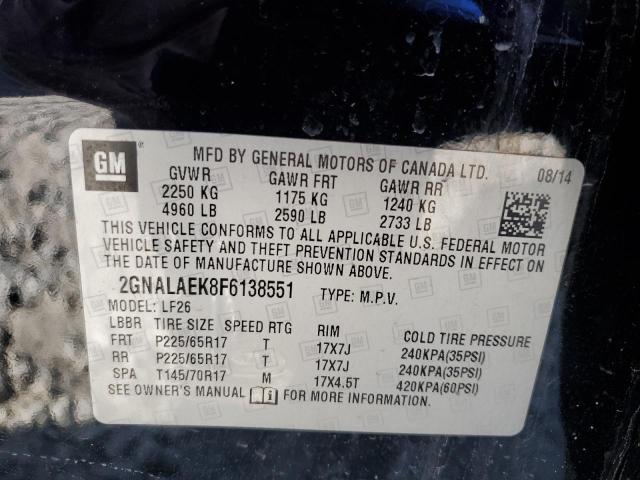 GM
MFD BY GENERAL MOTORS OF CANADA LTD. 08/14
GVWR GAWR FRT GAWR RR
2250 KG 1175 KG 1240 KG
4960 LB 2590 LB 2733 LB
THIS VEHICLE CONFORMS TO ALL APPLICABLE U.S. FEDERAL MOTOR
VEHICLE SAFETY AND THEFT PREVENTION STANDARDS IN EFFECT ON
THE DATE OF MANUFACTURE SHOWN ABOVE.
2GNALAEK8F6138551 TYPE: M.P.V.
MODEL: LF26
LBBR TIRE SIZE SPEED RTG RIM COLD TIRE PRESSURE
FRT P225/65R17 T 17X7J 240KPA(35PSI)
RR P225/65R17 T 17X7J 240KPA(35PSI)
SPA T145/70R17 M 17X4.5T 420KPA(60PSI)
SEE OWNER'S MANUAL i FOR MORE INFORMATION.